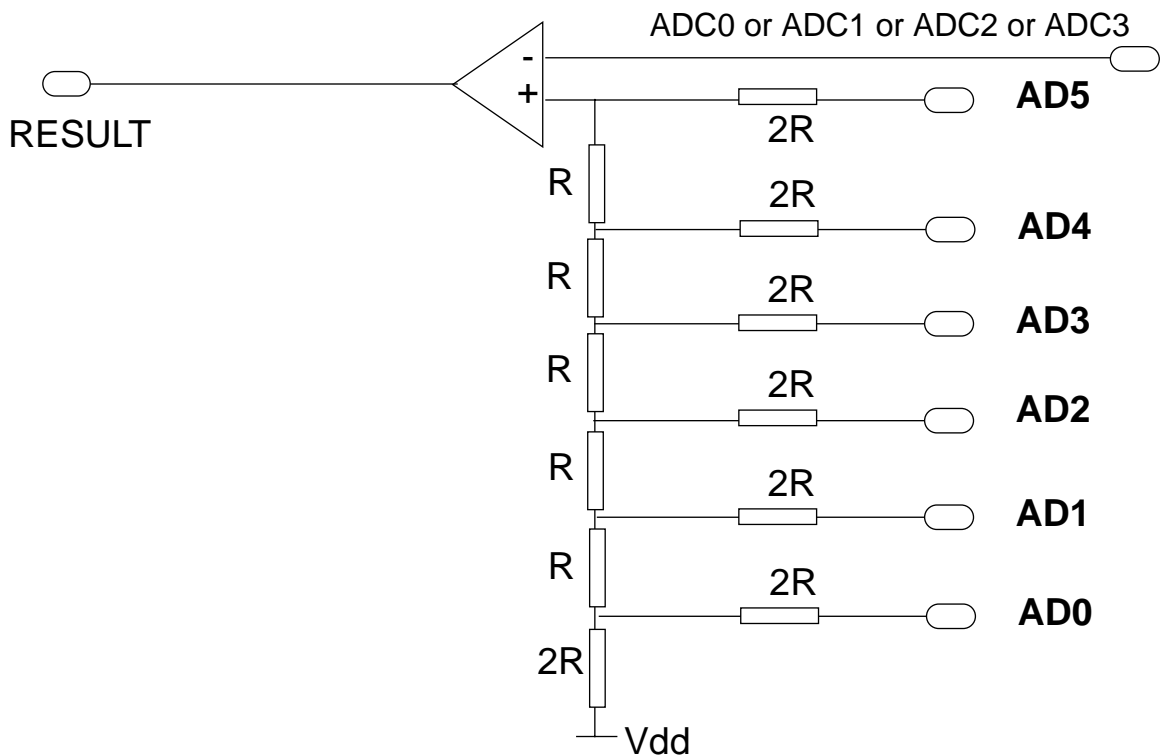 ADC0 or ADC1 or ADC2 or ADC3
-
+
AD5
RESULT
2R
R
2R
AD4
R
2R
AD3
R
2R
AD2
R
2R
AD1
R
2R
AD0
2R
Vdd